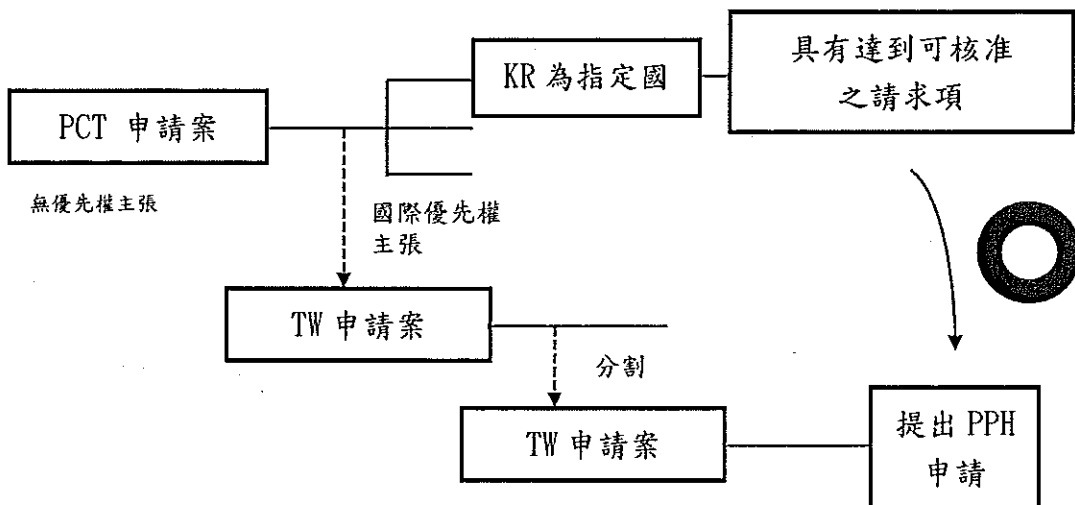 KR 為指定國
具有達到可核准
之請求項
PCT 申請案
無優先權主張
國際優先權
主張
TW 申請案
分割
TW 申請案
提出 PPH
申請